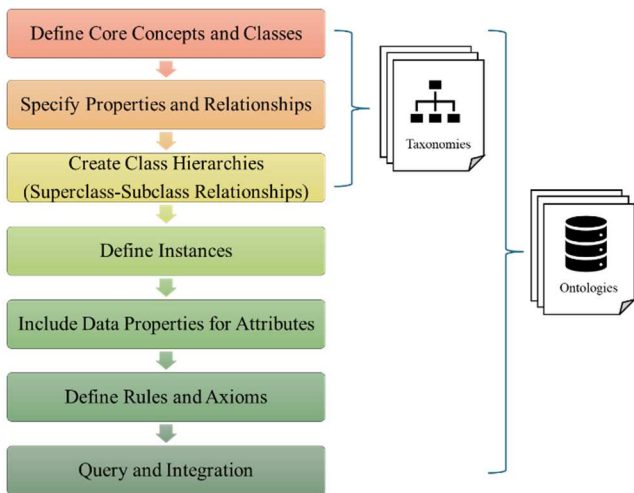 Define Core Concepts and Classes
Specify Properties and Relationships
Create Class Hierarchies
(Superclass-Subclass Relationships)
Define Instances
Include Data Properties for Attributes
Define Rules and Axioms
Query and Integration
Taxonomies
Ontologies